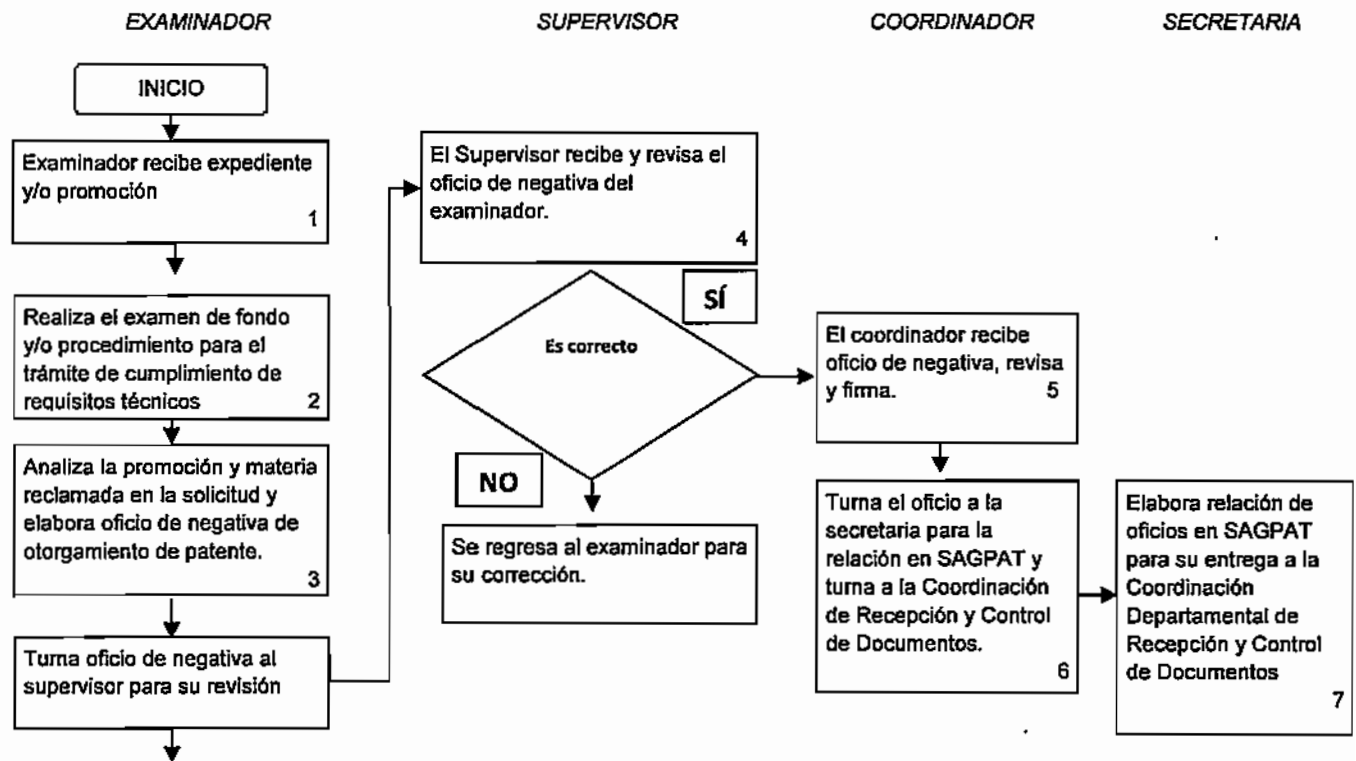 EXAMINADOR
SUPERVISOR
COORDINADOR
SECRETARIA
INICIO
Examinador recibe expediente
y/o promoción
1
Realiza el examen de fondo
y/o procedimiento para el
trámite de cumplimiento de
requisitos técnicos
2
Analiza la promoción y materia
reclamada en la solicitud y
elabora oficio de negativa de
otorgamiento de patente.
3
Turna oficio de negativa al
supervisor para su revisión
El Supervisor recibe y revisa el
oficio de negativa del
examinador.
4
SÍ
Es correcto
NO
Se regresa al examinador para
su corrección.
El coordinador recibe
oficio de negativa, revisa
y firma.
5
Turna el oficio a la
secretaria para la
relación en SAGPAT y
turna a la Coordinación
de Recepción y Control
de Documentos.
6
Elabora relación de
oficios en SAGPAT
para su entrega a la
Coordinación
Departamental de
Recepción y Control
de Documentos
7